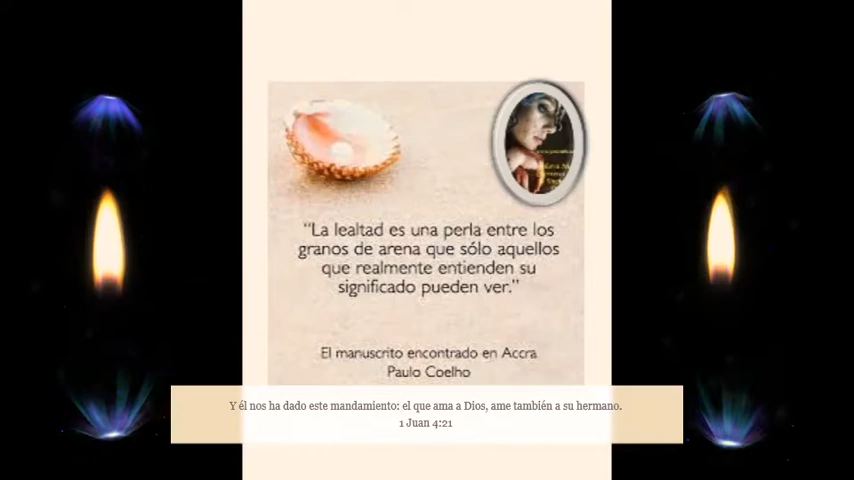 “La lealtad es una perla entre los
granos de arena que sólo aquellos
que realmente entienden su
significado pueden ver.”
El manuscrito encontrado en Accra
Paulo Coelho
Y él nos ha dado este mandamiento: el que ama a Dios, ame también a su hermano.
1 Juan 4:21